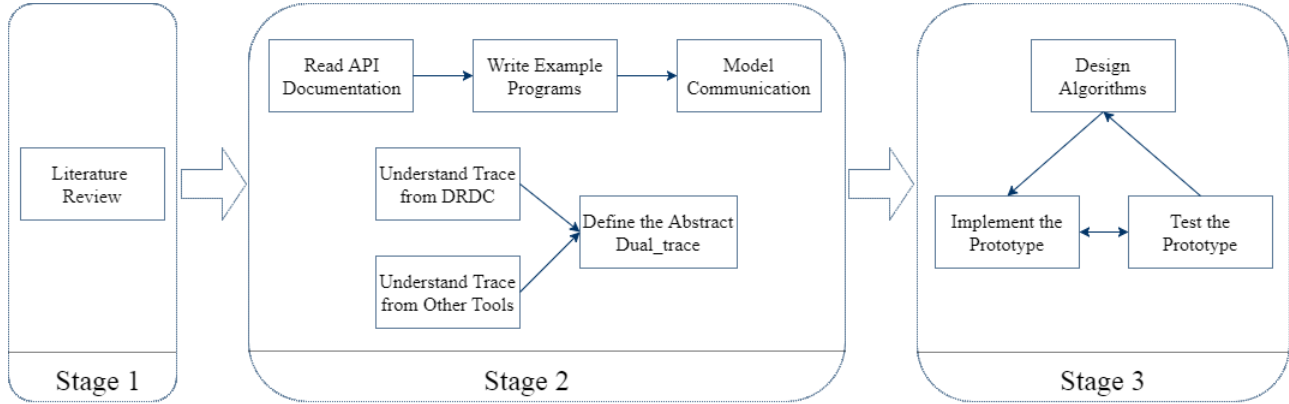 Literature
Review
Stage 1
Read API
Documentation
Write Example
Programs
Model
Communication
Understand Trace
from DRDC
Understand Trace
from Other Tools
Define the Abstract
Dual_trace
Stage 2
Design
Algorithms
Implement the
Prototype
Test the
Prototype
Stage 3